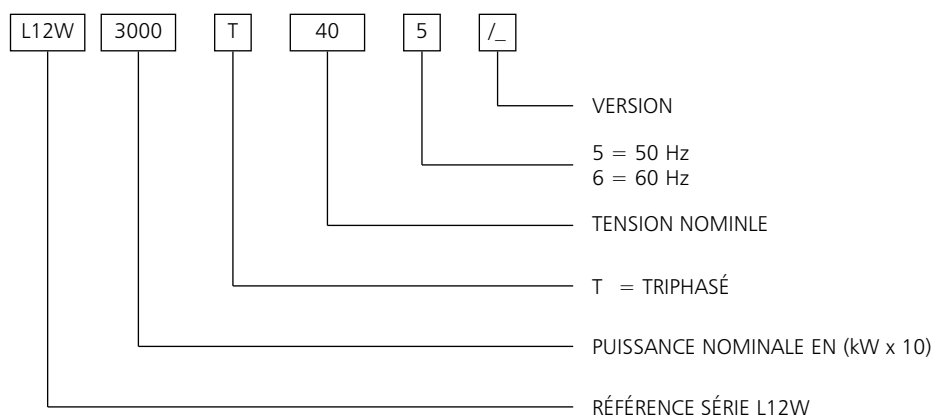 L12W 3000 T 40 5 /_
VERSION
5 = 50 Hz
6 = 60 Hz
TENSION NOMINLE
T = TRIPHASÉ
PUISSANCE NOMINALE EN (kW x 10)
RÉFÉRENCE SÉRIE L12W